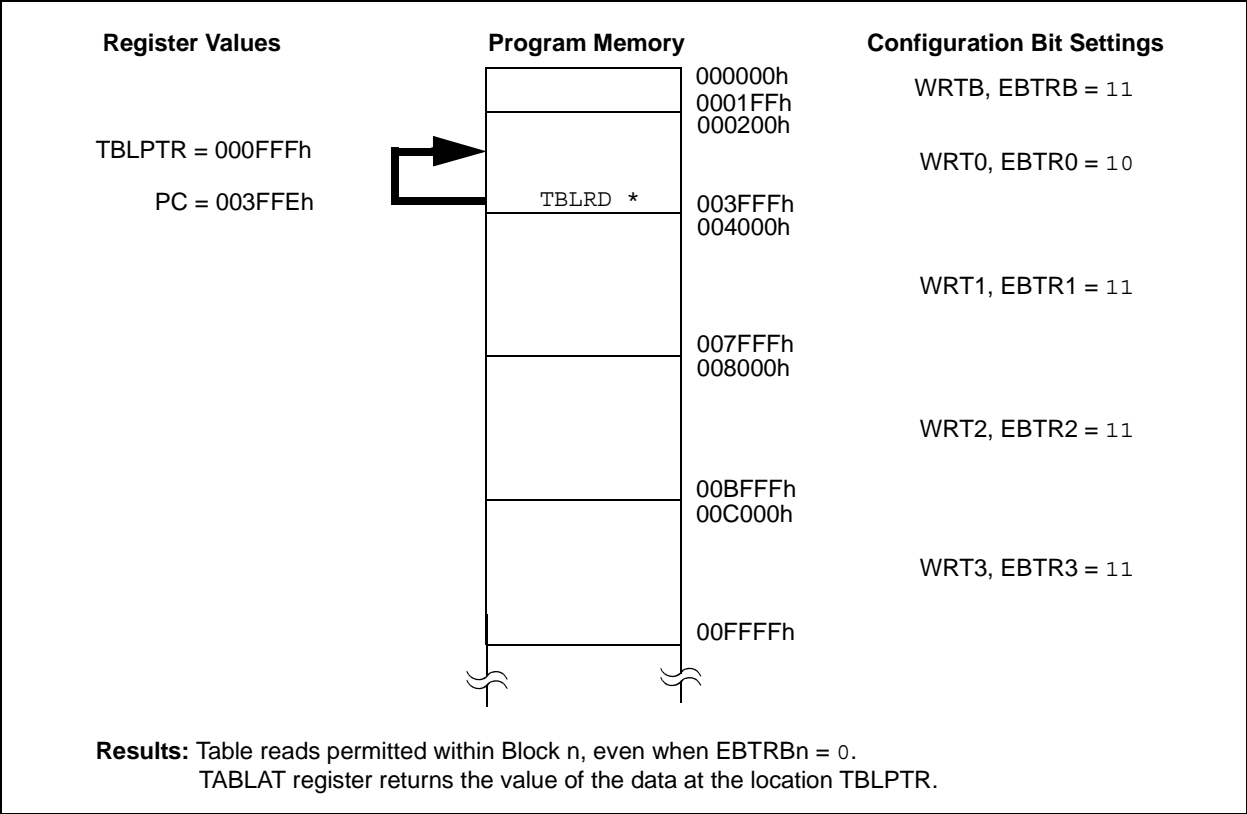 Register Values Program Memory Configuration Bit Settings
000000h
WRTB, EBTRB = 11
0001FFh
000200h
TBLPTR = 000FFFh
WRT0, EBTR0 = 10
PC = 003FFEh TBLRD * 003FFFh
004000h
WRT1, EBTR1 = 11
007FFFh
008000h
WRT2, EBTR2 = 11
00BFFFh
00C000h
WRT3, EBTR3 = 11
00FFFFh
Results: Table reads permitted within Block n, even when EBTRBn = 0.
TABLAT register returns the value of the data at the location TBLPTR.